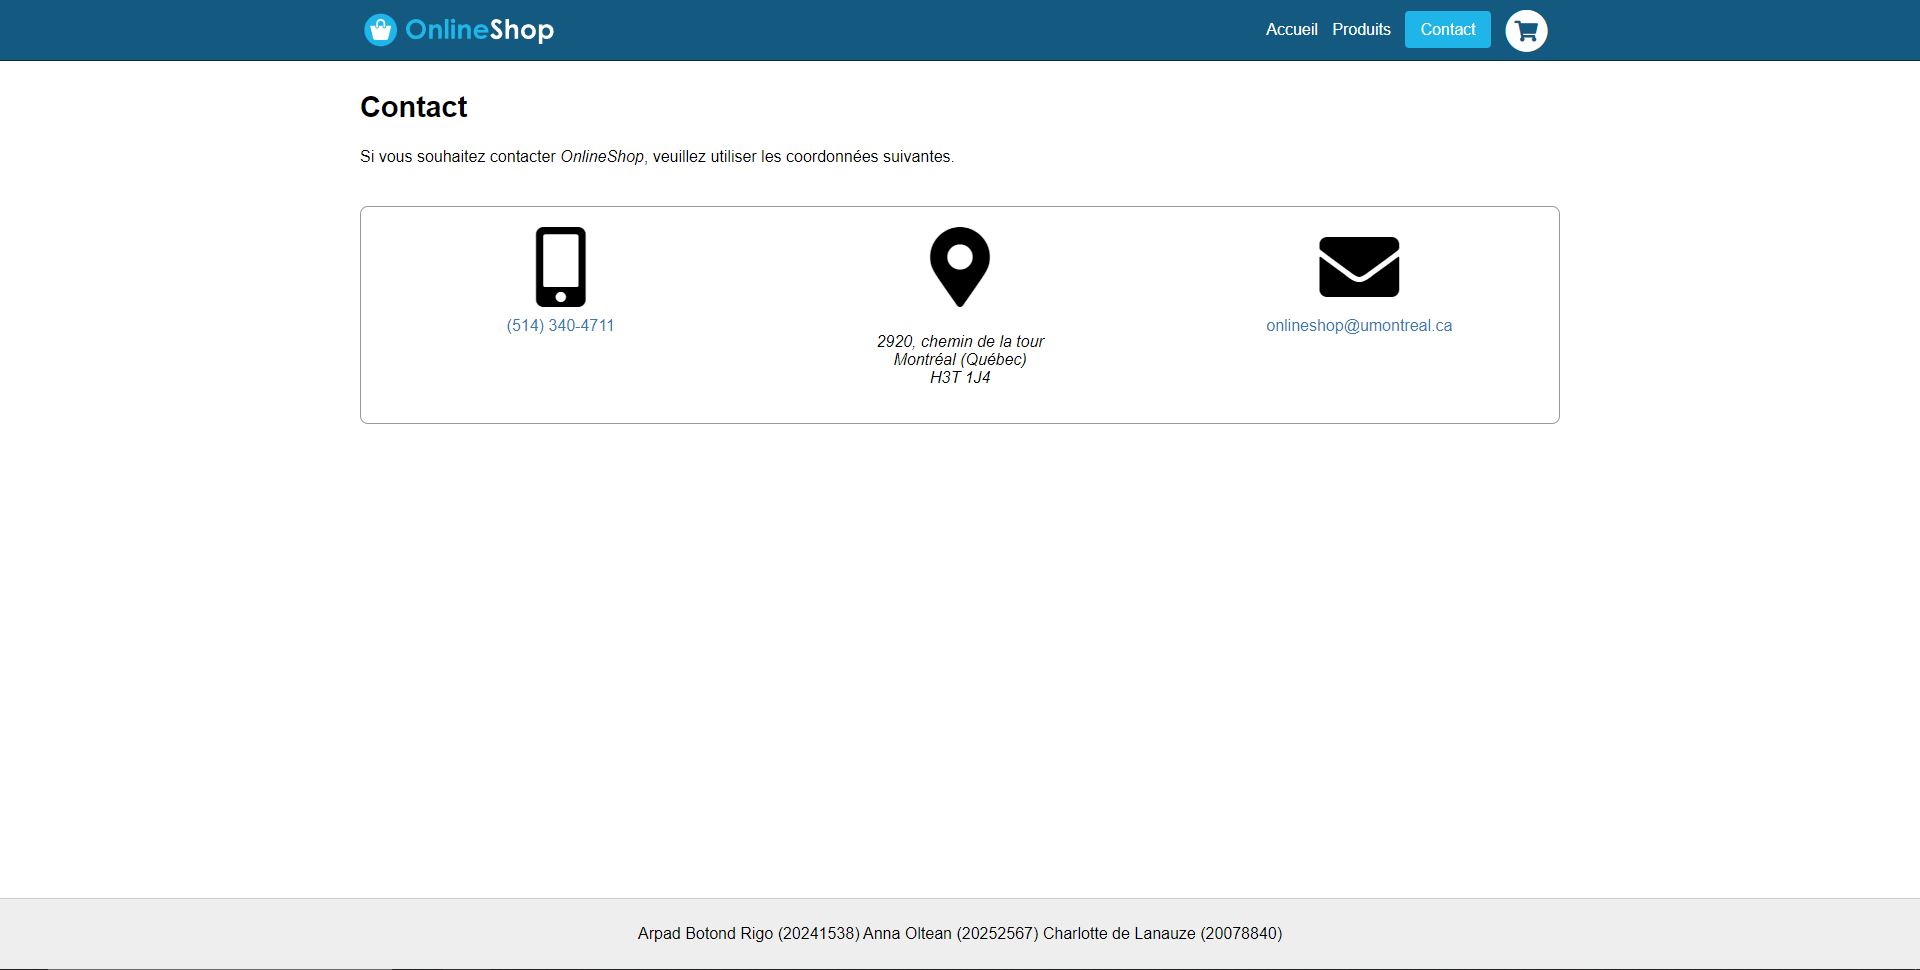 OnlineShop
Accueil Produits Contact
Contact
Si vous souhaitez contacter OnlineShop, veuillez utiliser les coordonnées suivantes.
(514) 340-4711
2920, chemin de la tour
Montréal (Québec)
H3T 1J4
onlineshop@umontreal.ca
Arpad Botond Rigo (20241538) Anna Oltean (20252567) Charlotte de Lanauze (20078840)